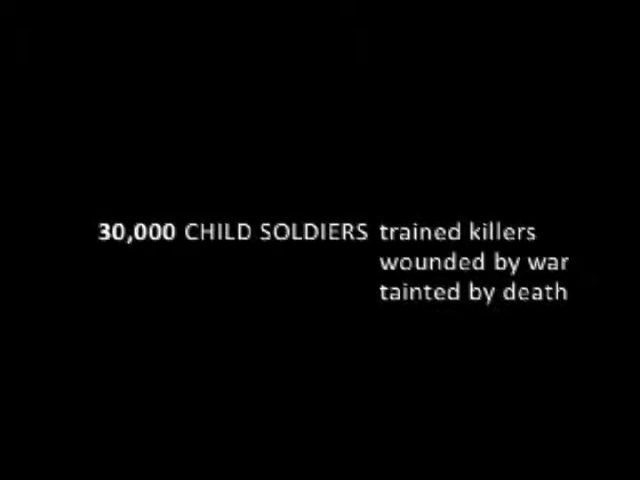 30,000 CHILD SOLDIERS trained killers
wounded by war
tainted by death